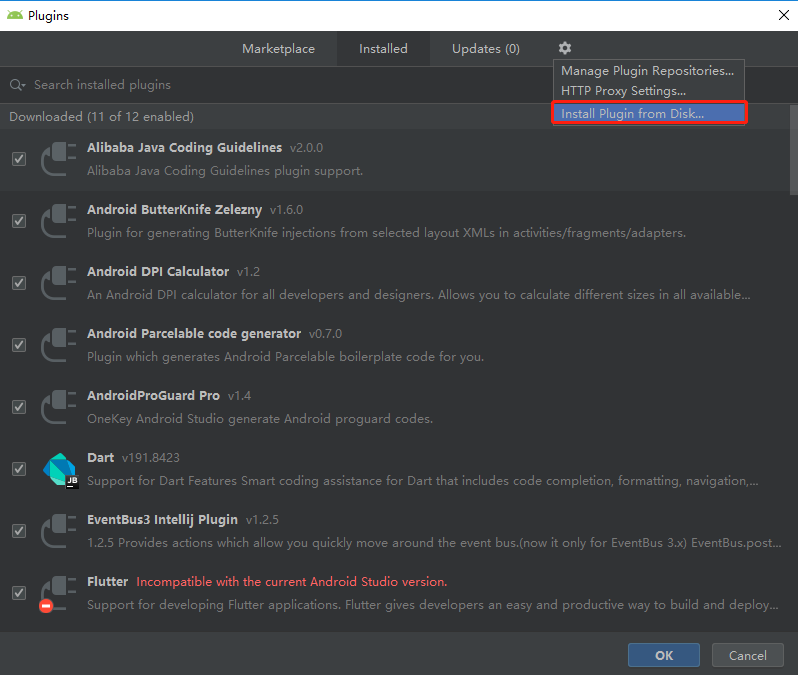 Plugins
Marketplace Installed Updates (0)
Manage Plugin Repositories...
HTTP Proxy Settings...
Install Plugin from Disk...
Search installed plugins
Downloaded (11 of 12 enabled)
Alibaba Java Coding Guidelines v2.0.0
Alibaba Java Coding Guidelines plugin support.
Android ButterKnife Zelezny v1.6.0
Plugin for generating ButterKnife injections from selected layout XMLs in activities/fragments/adapters.
Android DPI Calculator v1.2
An Android DPI calculator for all developers and designers. Allows you to calculate different sizes in all available...
Android Parcelable code generator v0.7.0
Plugin which generates Android Parcelable boilerplate code for you.
AndroidProGuard Pro v1.4
OneKey Android Studio generate Android proguard codes.
Dart v191.8423
JB
Support for Dart Features Smart coding assistance for Dart that includes code completion, formatting, navigation,...
EventBus3 Intellij Plugin v1.2.5
1.2.5 Provides actions which allow you quickly move around the event bus.(now it only for EventBus 3.x) EventBus.post...
Flutter Incompatible with the current Android Studio version.
Support for developing Flutter applications. Flutter gives developers an easy and productive way to build and deploy...
OK Cancel